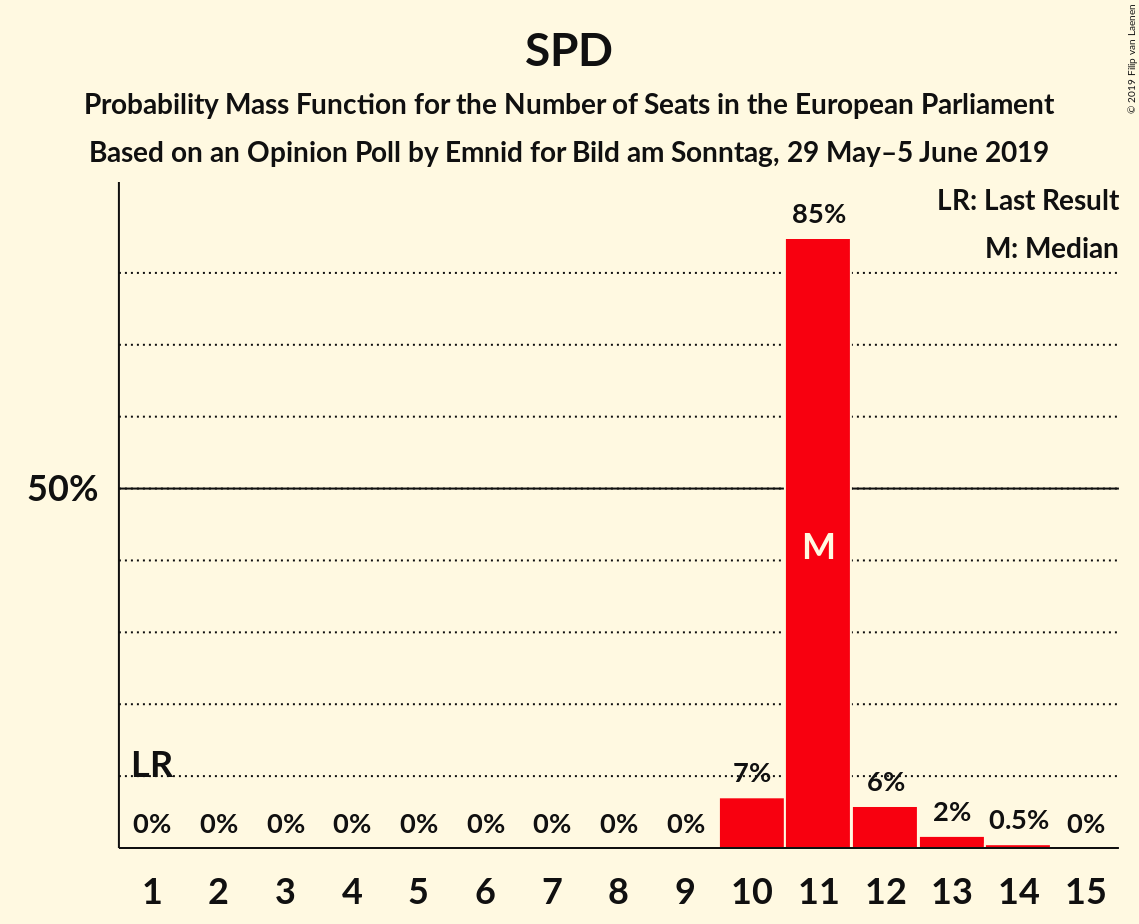 SPD
Probability Mass Function for the Number of Seats in the European Parliament
Based on an Opinion Poll by Emnid for Bild am Sonntag, 29 May–5 June 2019
© 2019 Filip van Laenen
LR: Last Result
M: Median
85%
50%
M
LR
0% 0% 0% 0% 0% 0% 0% 0% 0% 7% 6% 2% 0.5% 0%
1 2 3 4 5 6 7 8 9 10 11 12 13 14 15